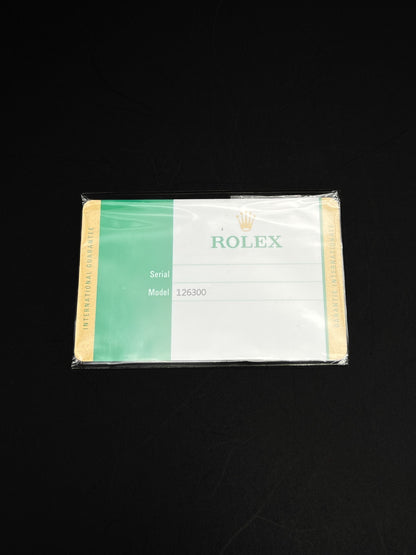 INTERNATIONAL GUARANTEE
ROLEX
Serial
Model 126300
GARANTIE INTERNATIONALE